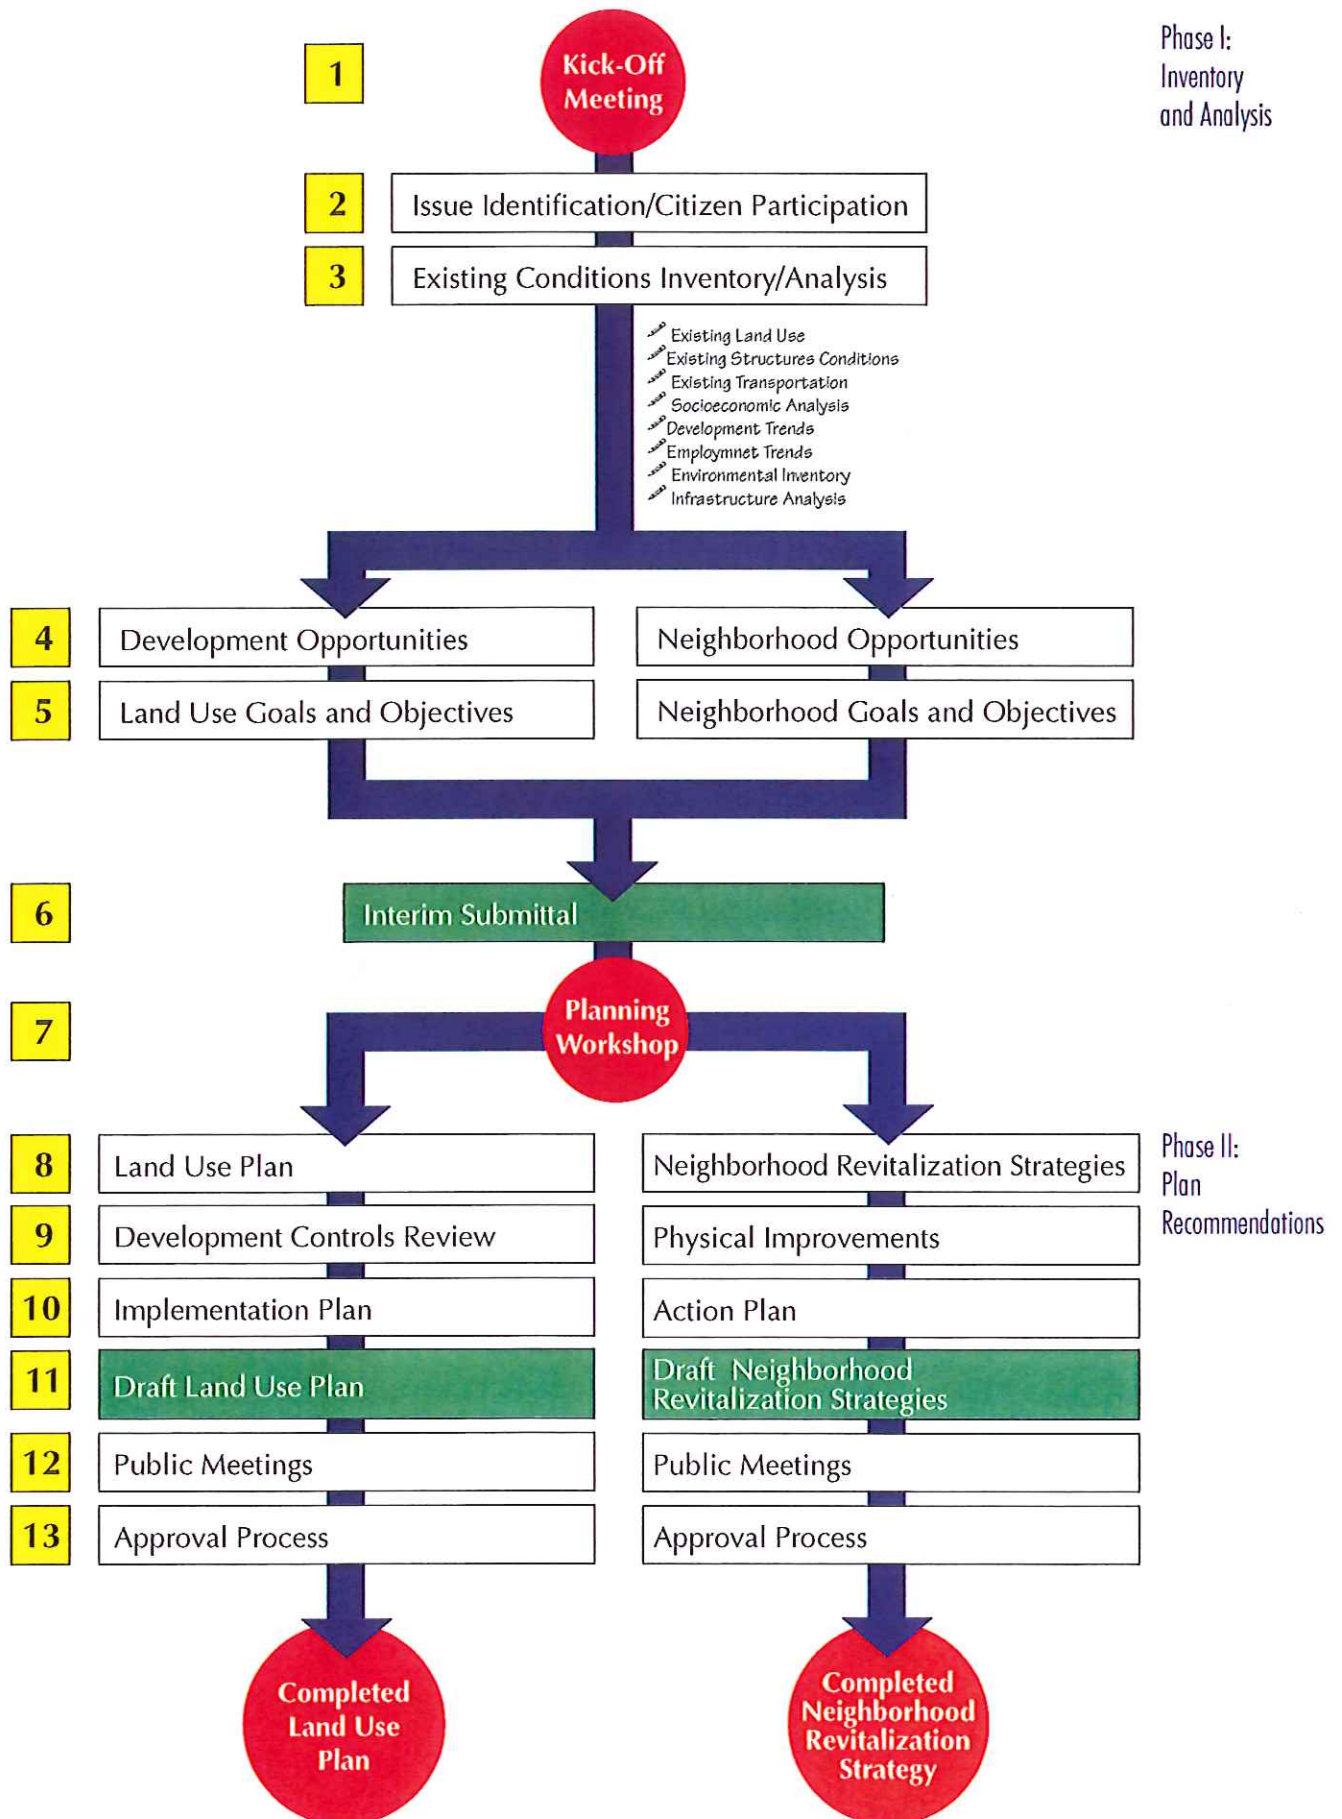 1
Kick-Off
Meeting
Phase I:
Inventory
and Analysis
2
Issue Identification/Citizen Participation
3
Existing Conditions Inventory/Analysis
Existing Land Use
Existing Structures Conditions
Existing Transportation
Socioeconomic Analysis
Development Trends
Employmnet Trends
Environmental Inventory
Infrastructure Analysis
4
Development Opportunities
Neighborhood Opportunities
5
Land Use Goals and Objectives
Neighborhood Goals and Objectives
6
Interim Submittal
7
Planning
Workshop
8
Land Use Plan
Neighborhood Revitalization Strategies
Phase II:
Plan
Recommendations
9
Development Controls Review
Physical Improvements
10
Implementation Plan
Action Plan
11
Draft Land Use Plan
Draft Neighborhood
Revitalization Strategies
12
Public Meetings
Public Meetings
13
Approval Process
Approval Process
Completed
Land Use
Plan
Completed
Neighborhood
Revitalization
Strategy